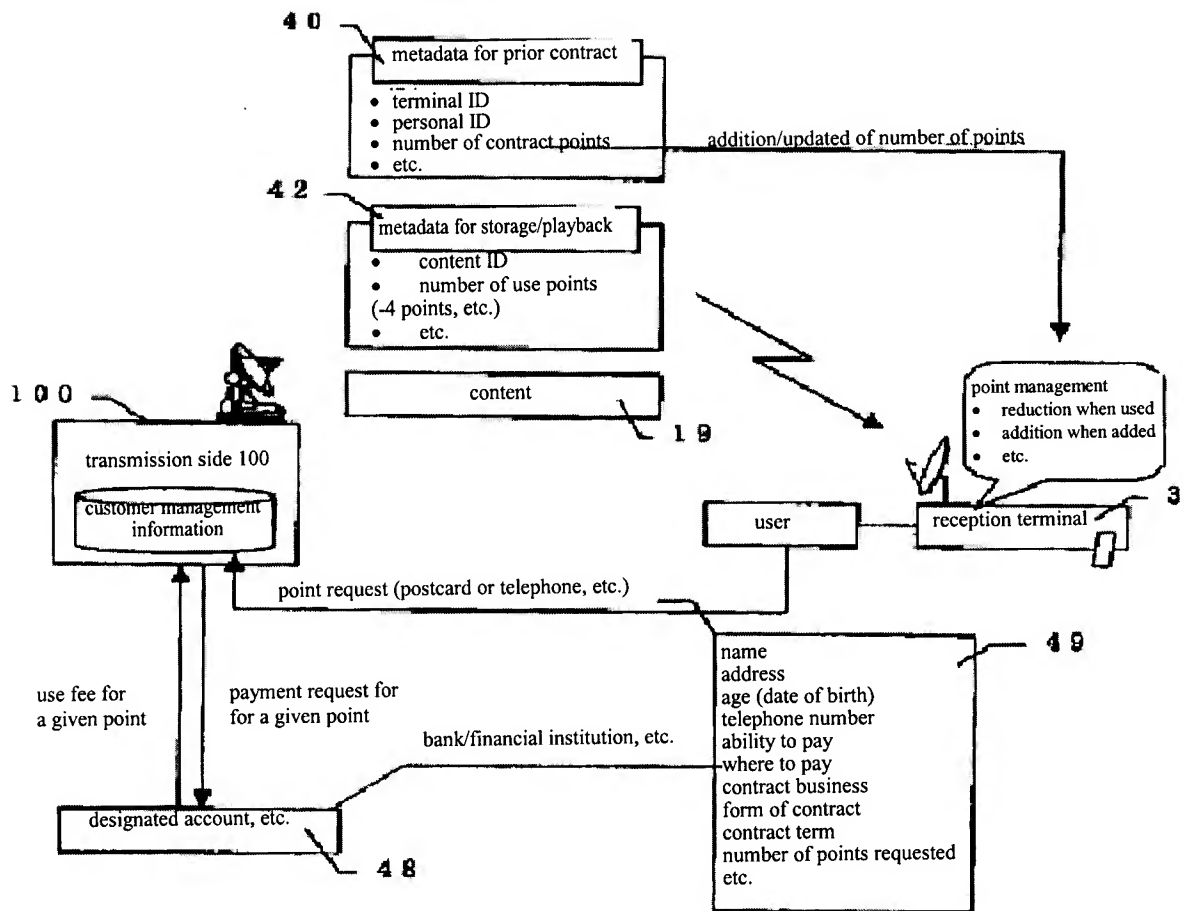 40
metadata for prior contract
• terminal ID
• personal ID
• number of contract points
• etc.
addition/updated of number of points
42
metadata for storage/playback
• content ID
• number of use points
(-4 points, etc.)
• etc.
content
19
100
transmission side 100
customer management
information
point management
• reduction when used
• addition when added
• etc.
user
reception terminal
3
point request (postcard or telephone, etc.)
49
name
address
age (date of birth)
telephone number
ability to pay
where to pay
contract business
form of contract
contract term
number of points requested
etc.
use fee for
a given point
payment request for
for a given point
bank/financial institution, etc.
designated account, etc.
48